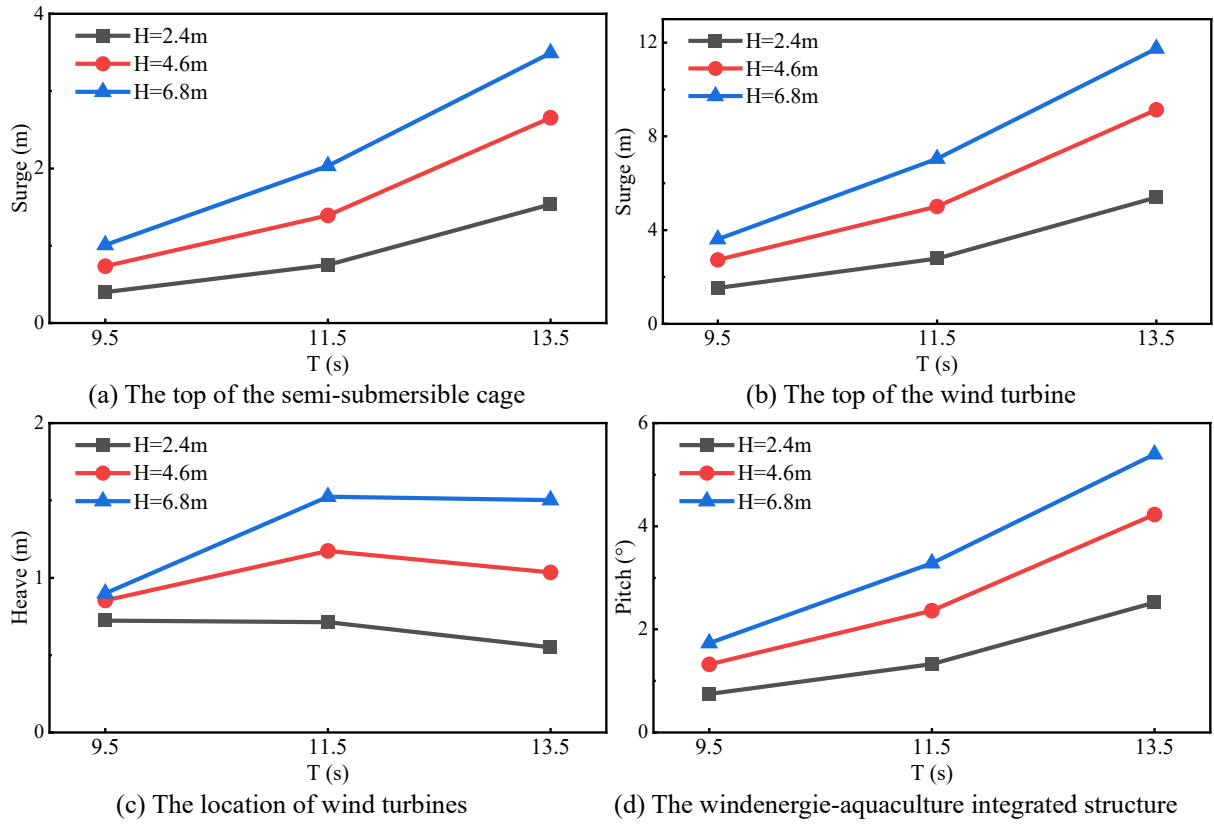 4
2
0
Surge (m)
H=2.4m
H=4.6m
H=6.8m
9.5 11.5 13.5
T (s)
(a) The top of the semi-submersible cage
12
8
4
0
Surge (m)
H=2.4m
H=4.6m
H=6.8m
9.5 11.5 13.5
T (s)
(b) The top of the wind turbine
2
1
0
Heave (m)
H=2.4m
H=4.6m
H=6.8m
9.5 11.5 13.5
T (s)
(c) The location of wind turbines
6
4
2
0
Pitch (°)
H=2.4m
H=4.6m
H=6.8m
9.5 11.5 13.5
T (s)
(d) The windenergie-aquaculture integrated structure